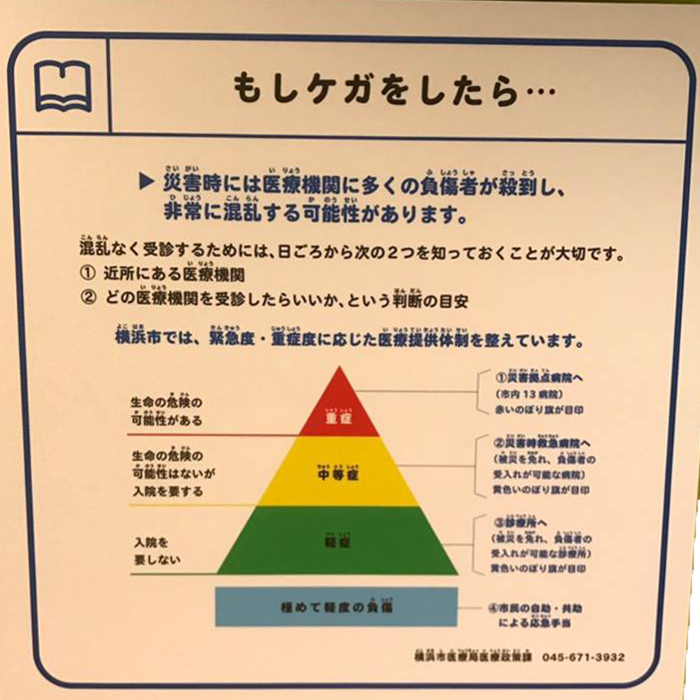 もしケガをしたら…
▶ 災害時には医療機関に多くの負傷者が殺到し、
非常に混乱する可能性があります。
混乱なく受診するためには、日ごろから次の2つを知っておくことが大切です。
① 近所にある医療機関
② どの医療機関を受診したらいいか、という判断の目安
横浜市では、緊急度・重症度に応じた医療提供体制を整えています。
生命の危険の
可能性がある
重症
①災害拠点病院へ
(市内13病院)
赤いのぼり旗が目印
生命の危険の
可能性はないが
入院を要する
中等症
②災害時救急病院へ
(被災を免れ、負傷者の
受入れが可能な病院)
黄色いのぼり旗が目印
入院を
要しない
軽症
③診療所へ
(被災を免れ、負傷者の
受入れが可能な診療所)
黄色いのぼり旗が目印
極めて軽度の負傷
④市民の自助・共助
による応急手当
横浜市医療局医療政策課 045-671-3932